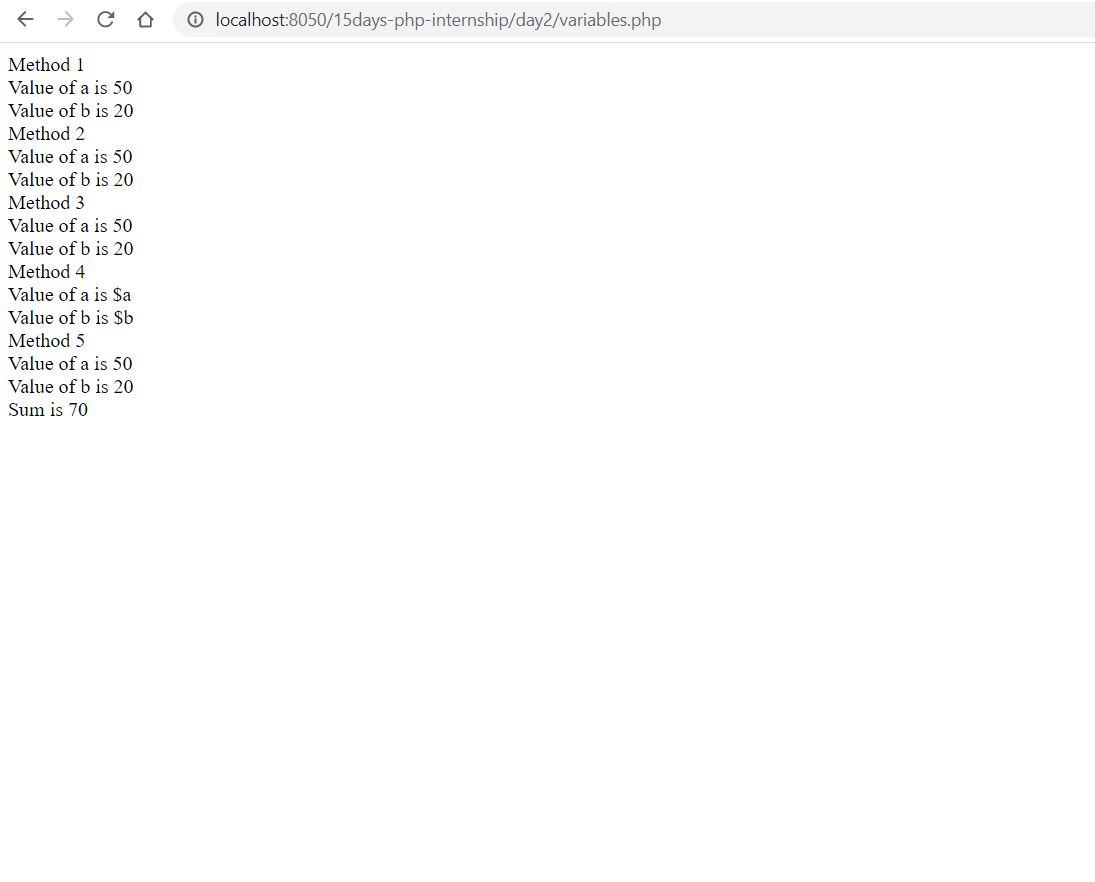 localhost:8050/15days-php-internship/day2/variables.php
Method 1
Value of a is 50
Value of b is 20
Method 2
Value of a is 50
Value of b is 20
Method 3
Value of a is 50
Value of b is 20
Method 4
Value of a is $a
Value of b is $b
Method 5
Value of a is 50
Value of b is 20
Sum is 70